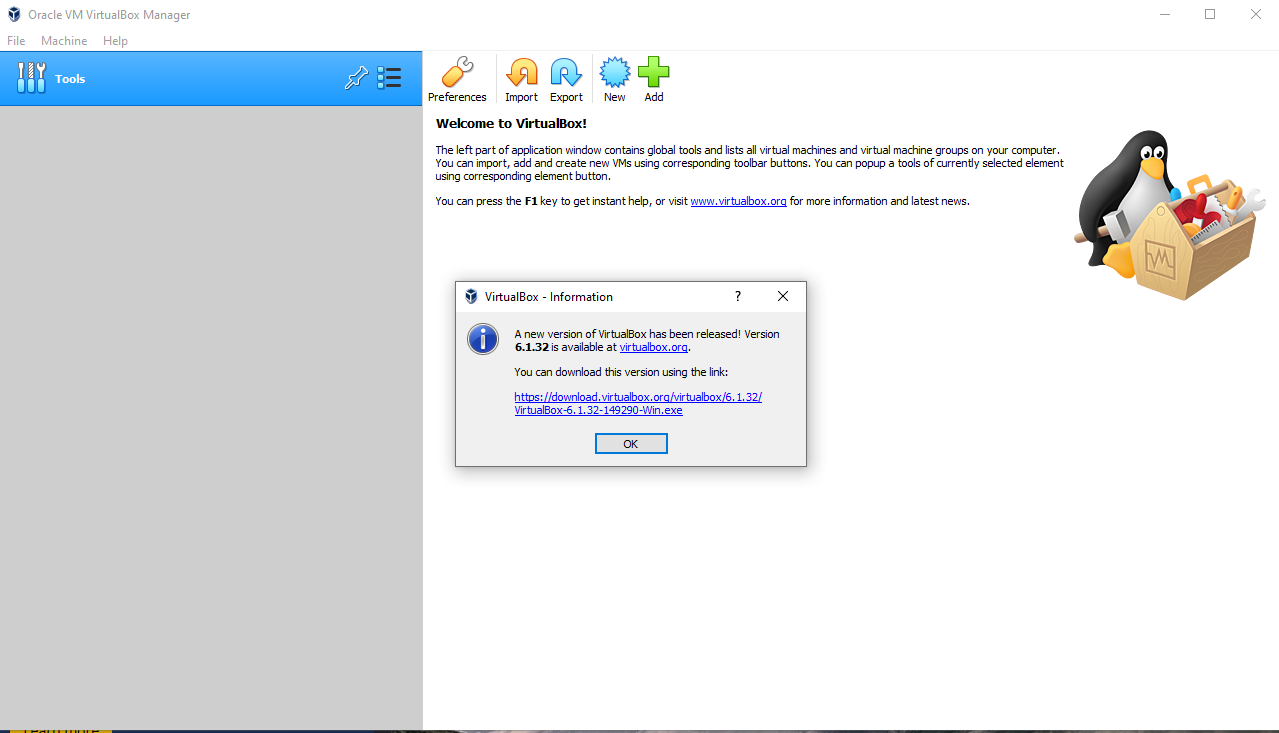 Oracle VM VirtualBox Manager
File Machine Help
Tools
Preferences Import Export New Add
Welcome to VirtualBox!
The left part of application window contains global tools and lists all virtual machines and virtual machine groups on your computer.
You can import, add and create new VMs using corresponding toolbar buttons. You can popup a tools of currently selected element
using corresponding element button.
You can press the F1 key to get instant help, or visit www.virtualbox.org for more information and latest news.
VirtualBox - Information
?
A new version of VirtualBox has been released! Version
6.1.32 is available at virtualbox.org.
You can download this version using the link:
https://download.virtualbox.org/virtualbox/6.1.32/
VirtualBox-6.1.32-149290-Win.exe
OK
Learn more